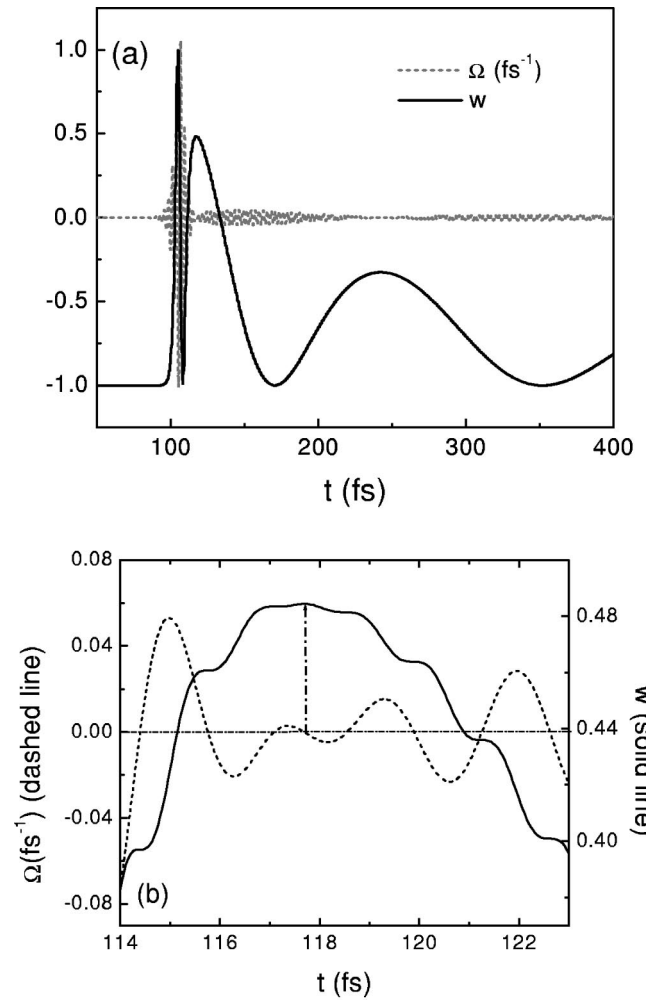 (a)
Ω (fs⁻¹)
w
1.0
0.5
0.0
-0.5
-1.0
100 200 300 400
t (fs)
0.08
0.04
0.00
-0.04
-0.08
Ω(fs⁻¹) (dashed line)
0.48
0.44
0.40
w (solid line)
(b)
114 116 118 120 122
t (fs)